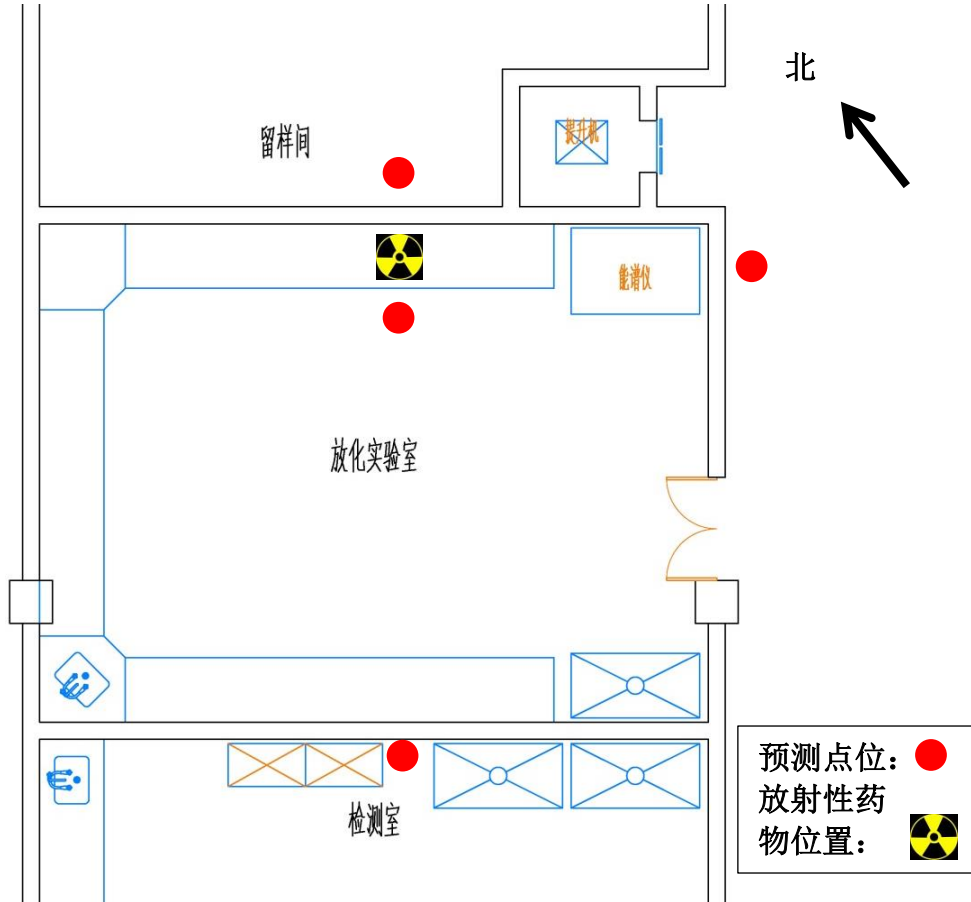 北
提升机
留样间
能谱仪
放化实验室
检测室
预测点位：
放射性药
物位置：